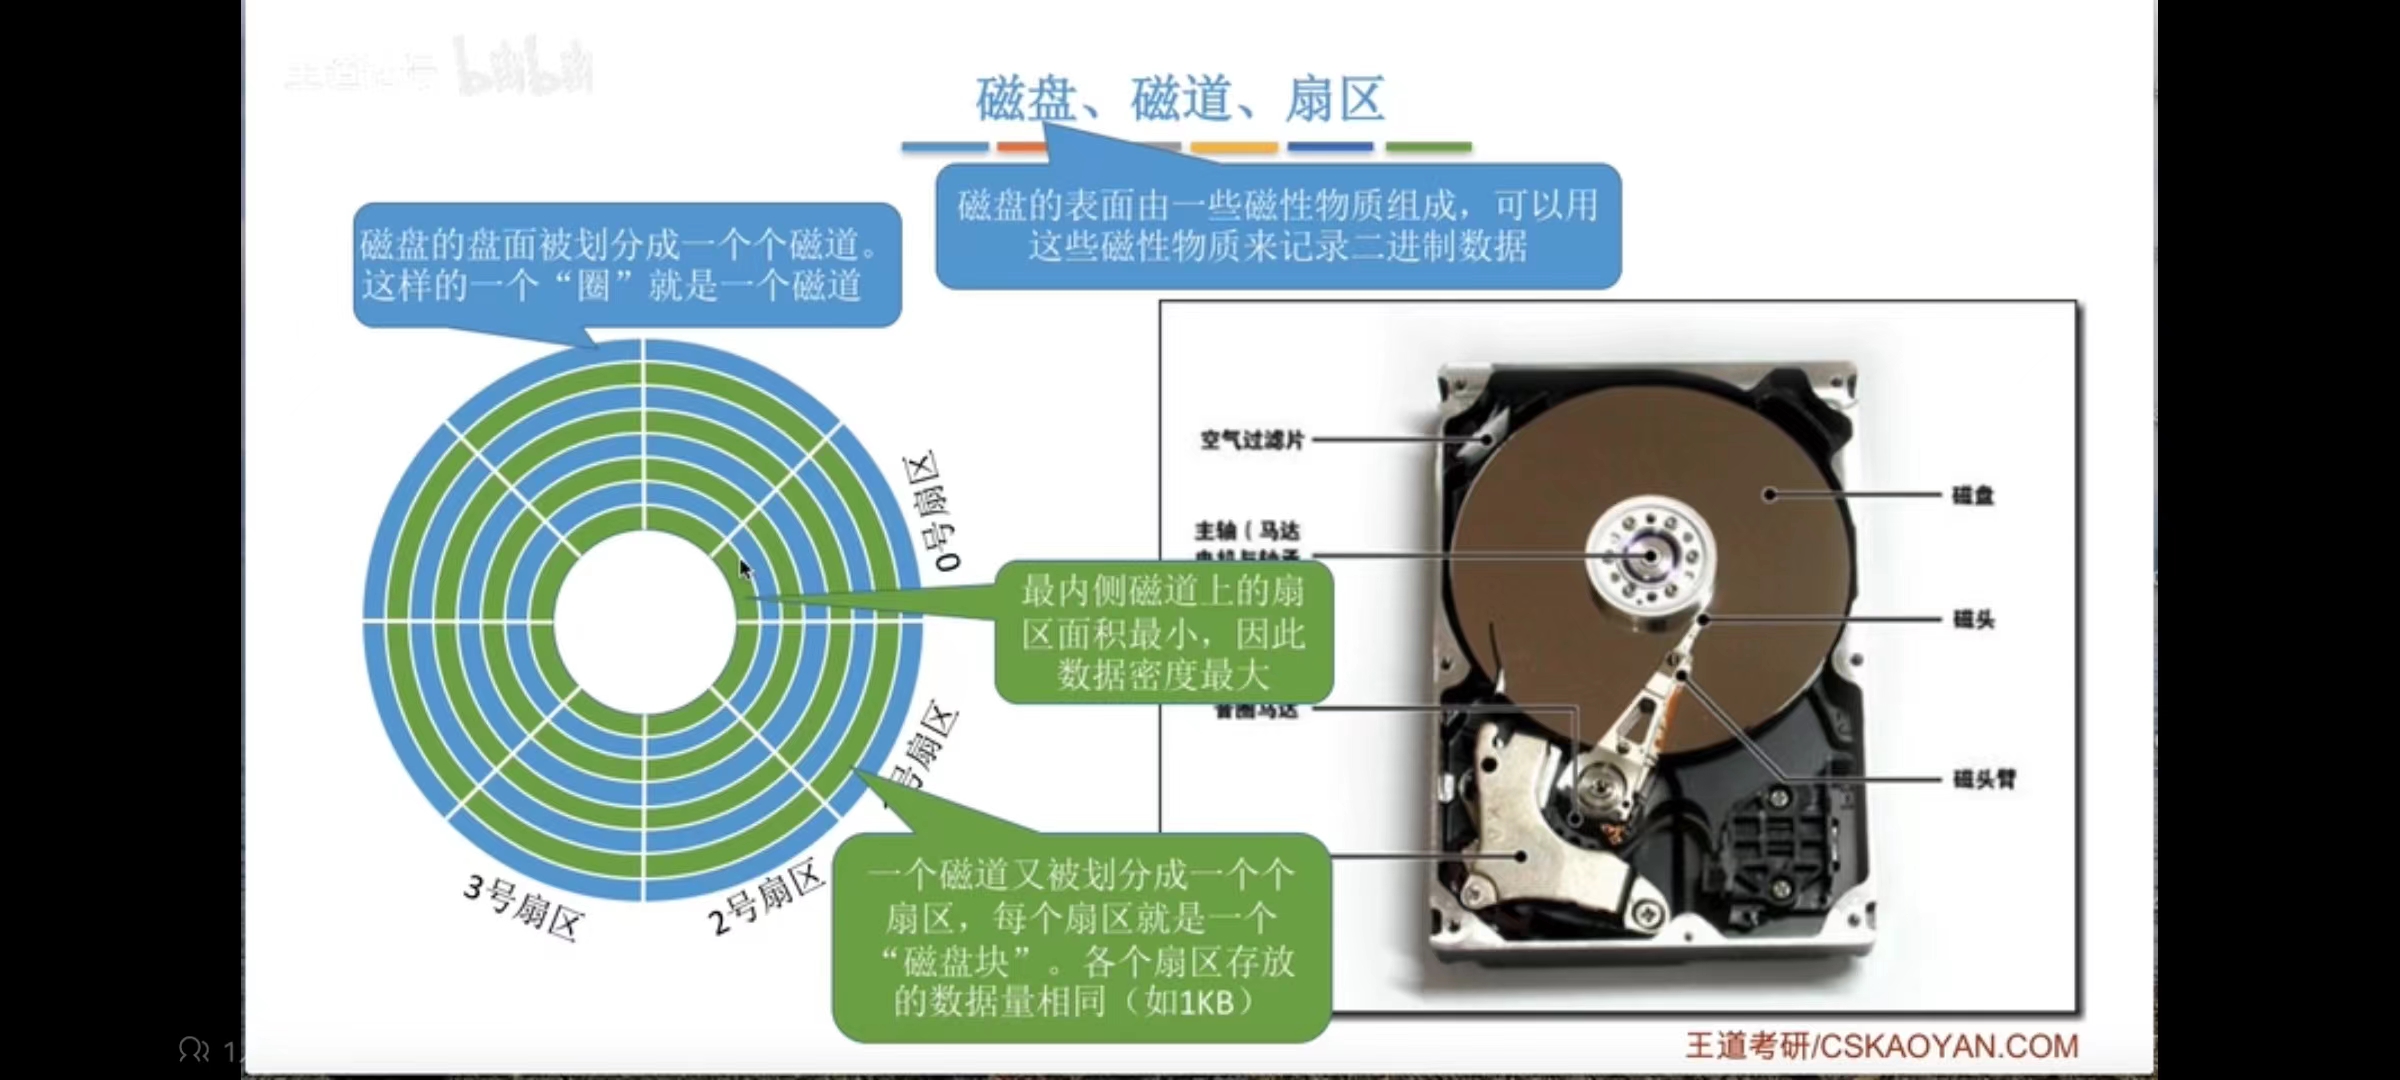 bilibili
磁盘、磁道、扇区
磁盘的表面由一些磁性物质组成，可以用
这些磁性物质来记录二进制数据
磁盘的盘面被划分成一个个磁道。
这样的一个“圈”就是一个磁道
0号扇区
号扇区
2号扇区
3号扇区
最内侧磁道上的扇
区面积最小，因此
数据密度最大
一个磁道又被划分成一个个
扇区，每个扇区就是一个
“磁盘块”。各个扇区存放
的数据量相同（如1KB）
空气过滤片
主轴（马达
音圈马达
磁盘
磁头
磁头臂
王道考研/CSKAOYAN.COM
1